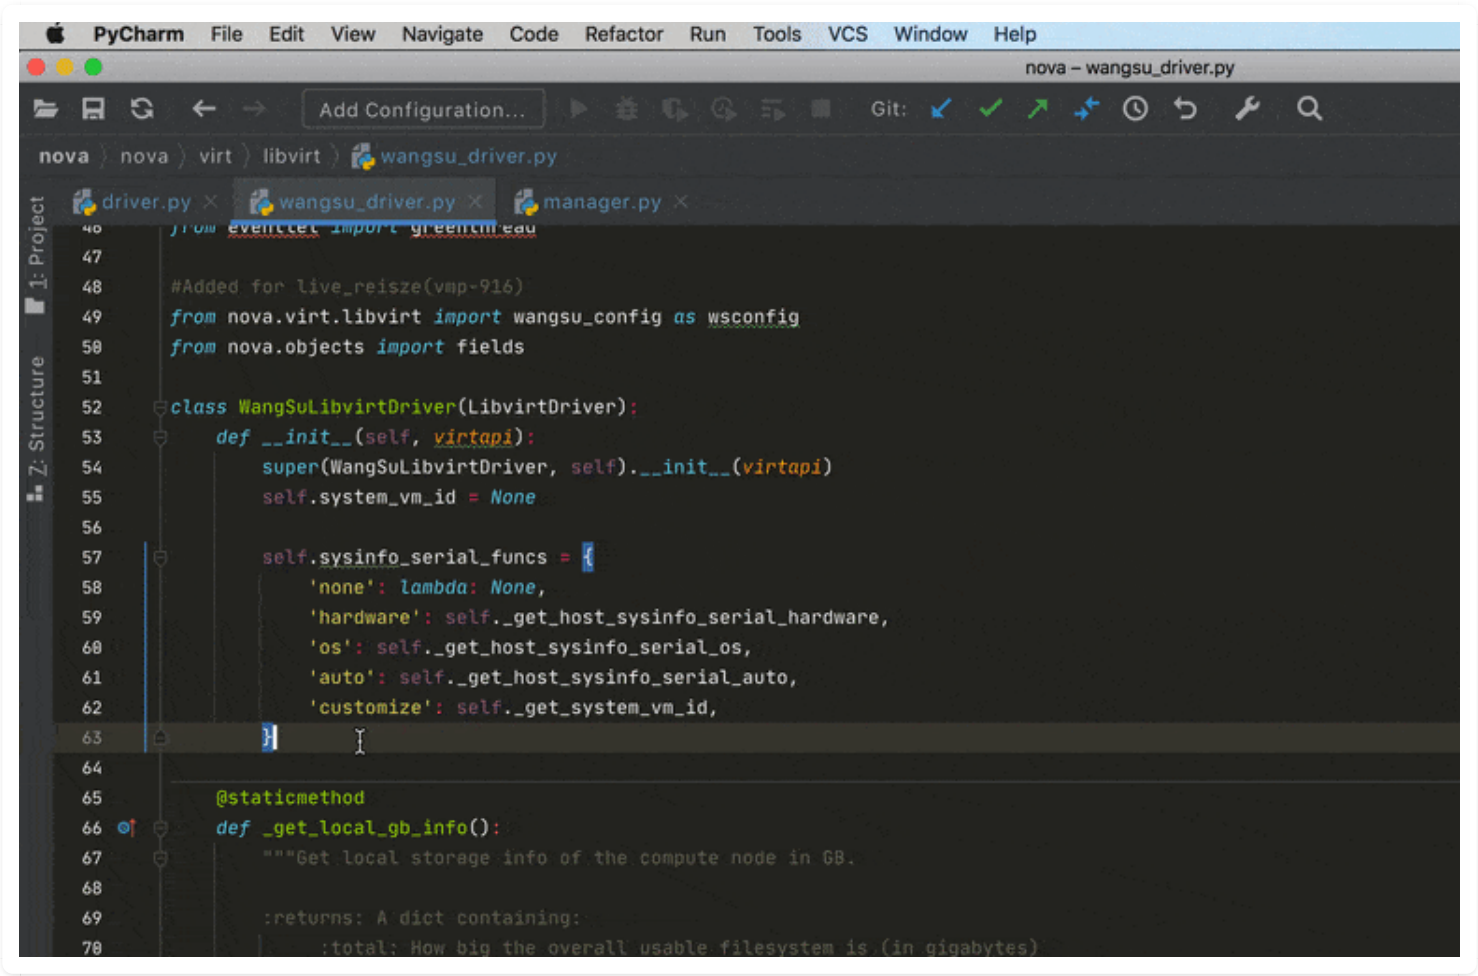 PyCharm File Edit View Navigate Code Refactor Run Tools VCS Window Help
nova – wangsu_driver.py
Add Configuration... Git:
nova nova virt libvirt wangsu_driver.py
driver.py wangsu_driver.py manager.py
1: Project
Z: Structure
46 from eventlet import greenthread
47
48 #Added for live_reisze(vmp-916)
49 from nova.virt.libvirt import wangsu_config as wsconfig
50 from nova.objects import fields
51
52 class WangSuLibvirtDriver(LibvirtDriver):
53 def __init__(self, virtapi):
54 super(WangSuLibvirtDriver, self).__init__(virtapi)
55 self.system_vm_id = None
56
57 self.sysinfo_serial_funcs = {
58 'none': lambda: None,
59 'hardware': self._get_host_sysinfo_serial_hardware,
60 'os': self._get_host_sysinfo_serial_os,
61 'auto': self._get_host_sysinfo_serial_auto,
62 'customize': self._get_system_vm_id,
63 }
64
65 @staticmethod
66 def _get_local_gb_info():
67 """Get local storage info of the compute node in GB.
68
69 :returns: A dict containing:
70 :total: How big the overall usable filesystem is (in gigabytes)